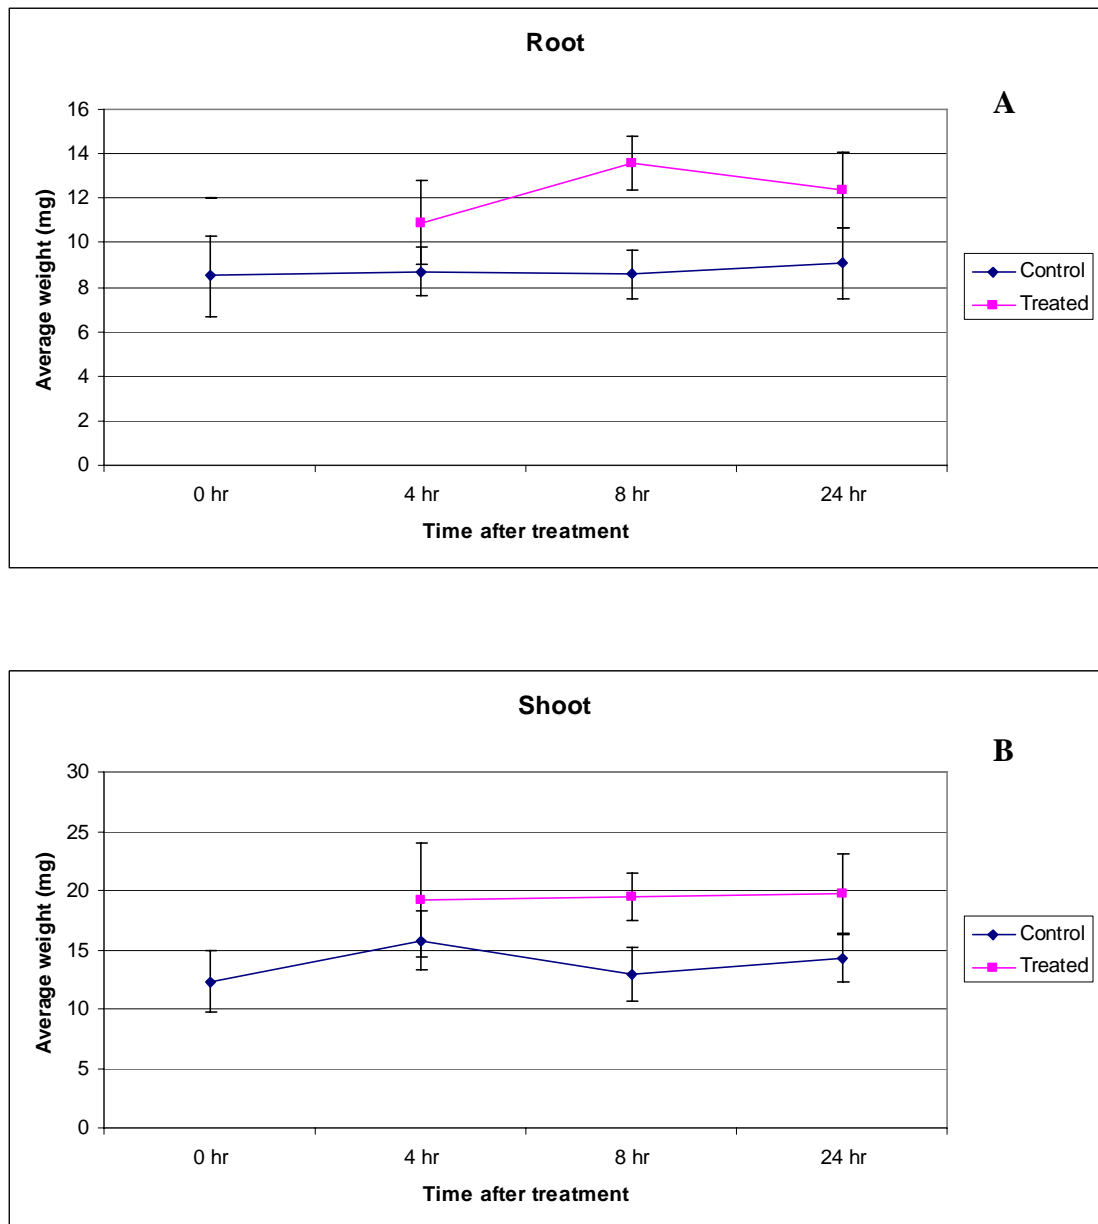 Root
A
16
14
12
10
8
6
4
2
0
Average weight (mg)
0 hr 4 hr 8 hr 24 hr
Time after treatment
Control
Treated
Shoot
B
30
25
20
15
10
5
0
Average weight (mg)
0 hr 4 hr 8 hr 24 hr
Time after treatment
Control
Treated